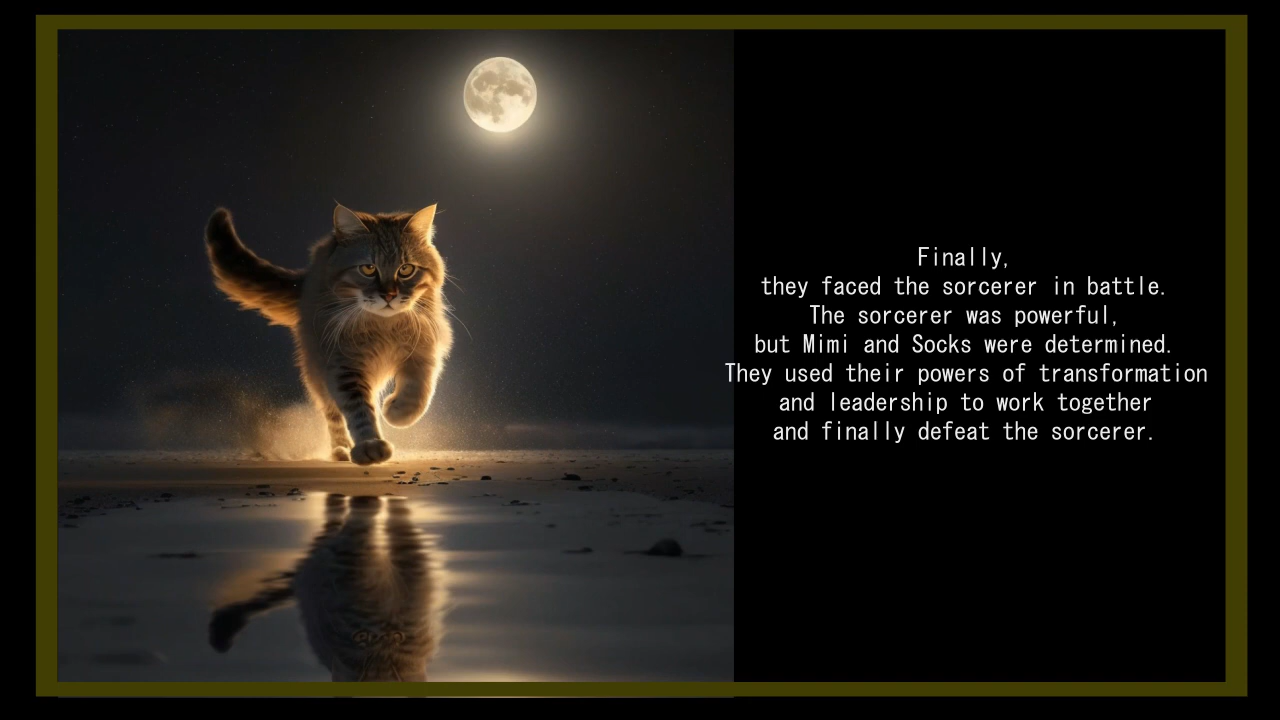 Finally,
they faced the sorcerer in battle.
The sorcerer was powerful,
but Mimi and Socks were determined.
They used their powers of transformation
and leadership to work together
and finally defeat the sorcerer.